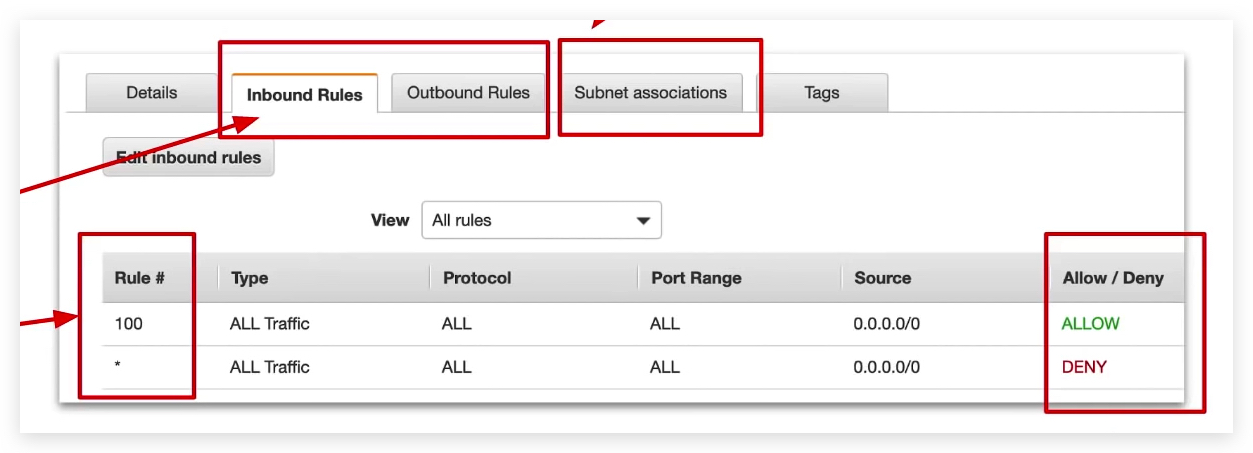 Details Inbound Rules Outbound Rules Subnet associations Tags
Edit inbound rules
View All rules
Rule # Type Protocol Port Range Source Allow / Deny
100 ALL Traffic ALL ALL 0.0.0.0/0 ALLOW
* ALL Traffic ALL ALL 0.0.0.0/0 DENY